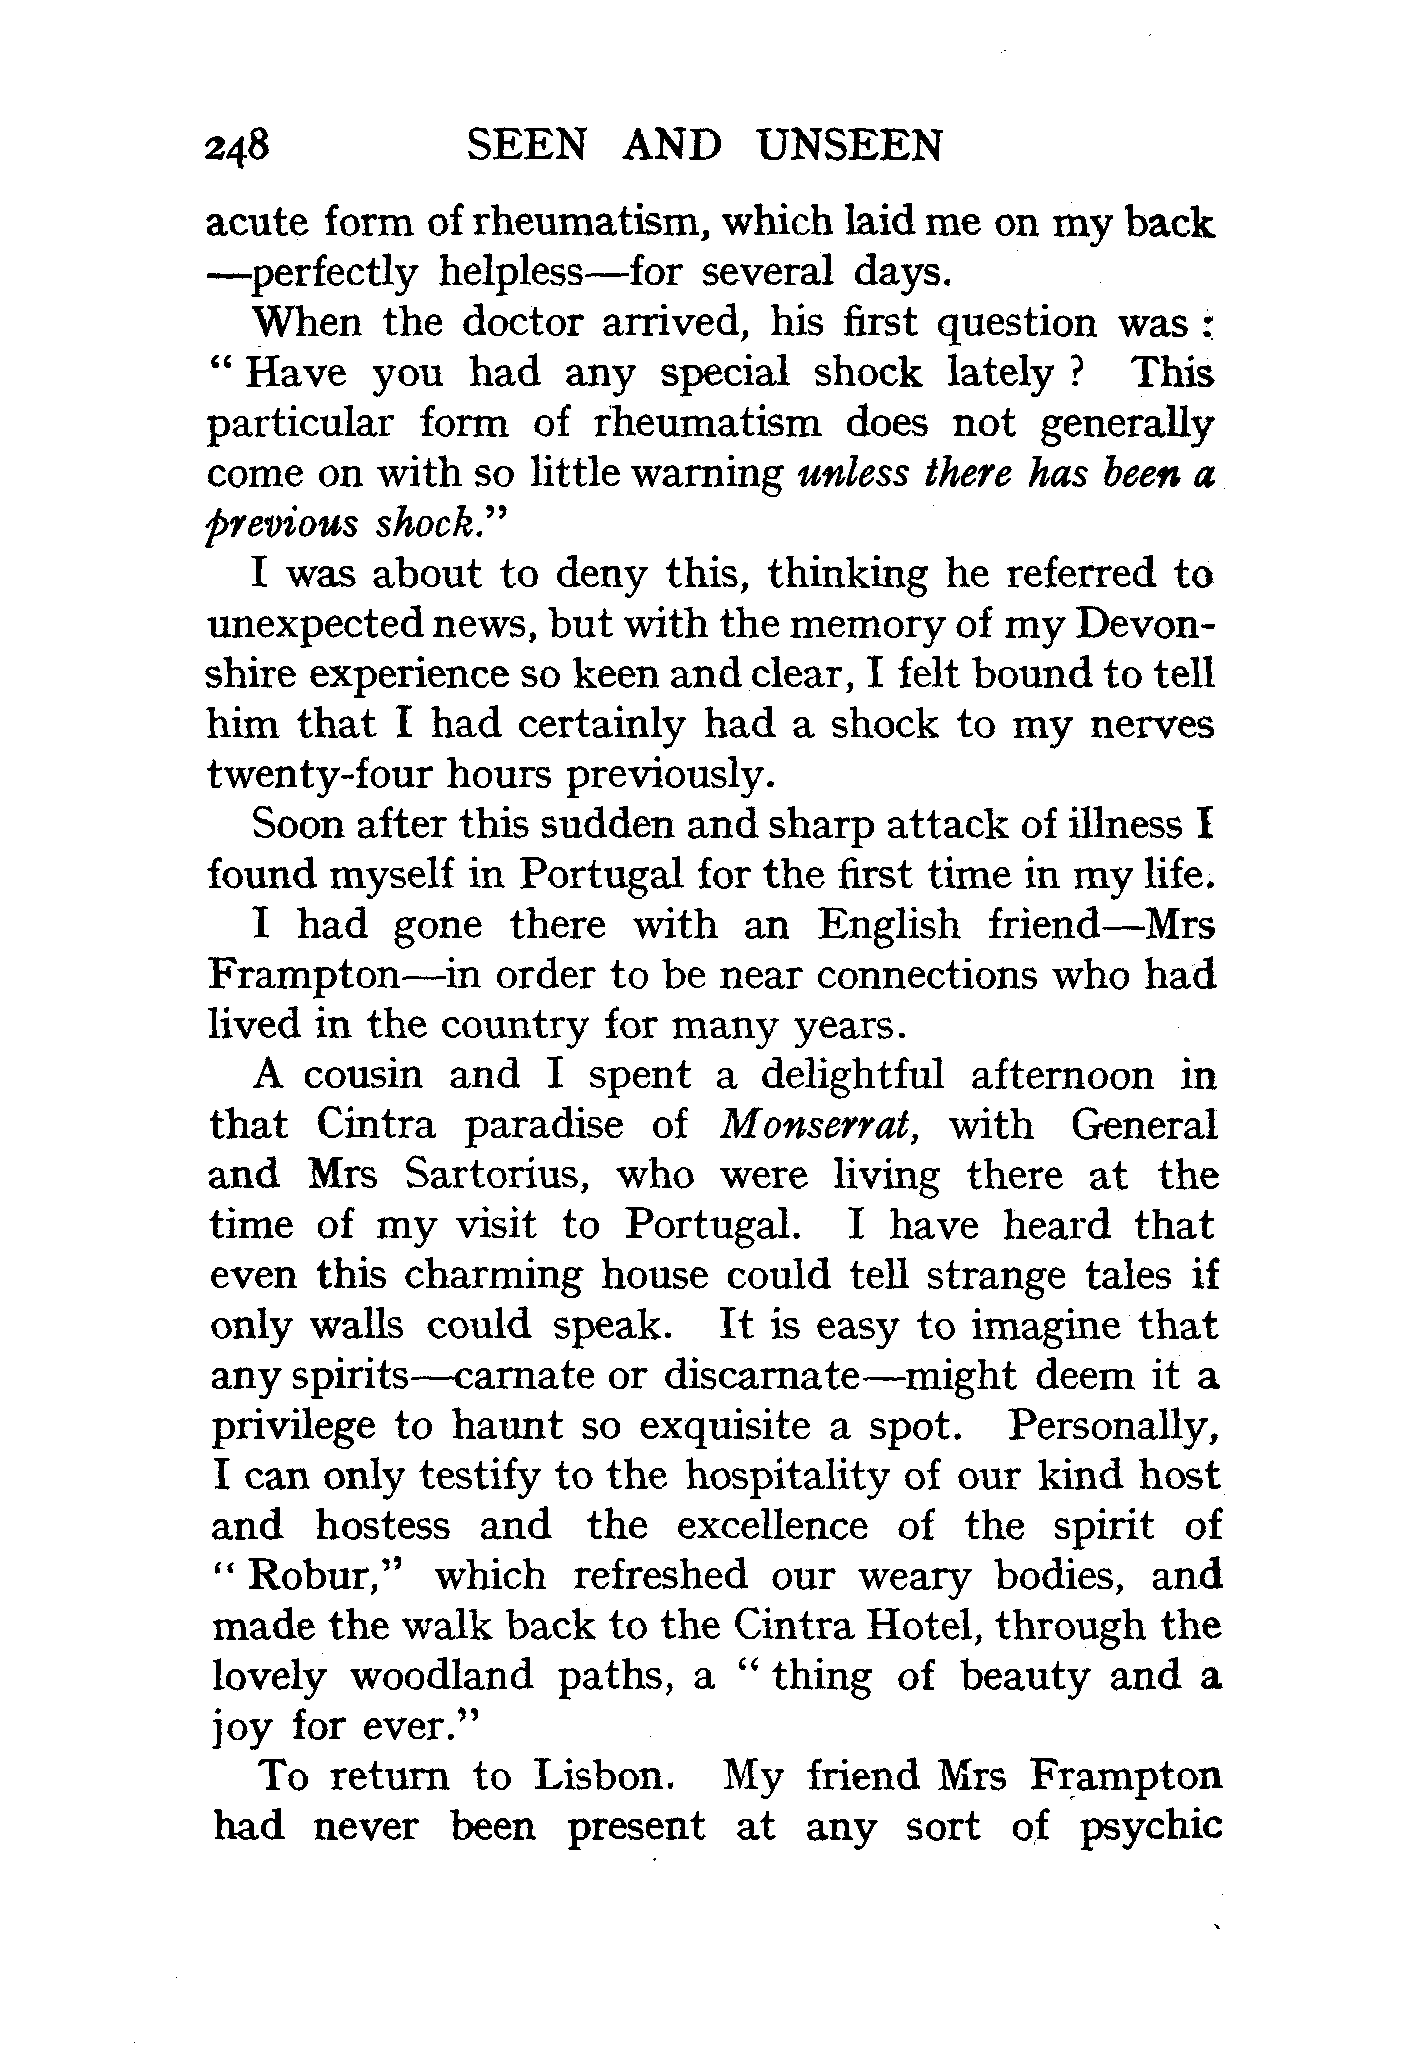 248 SEEN AND UNSEEN
acute form of rheumatism, which laid me on my back
—perfectly helpless—for several days.
When the doctor arrived, his first question was :
“ Have you had any special shock lately ? This
particular form of rheumatism does not generally
come on with so little warning unless there has been a
previous shock.”
I was about to deny this, thinking he referred to
unexpected news, but with the memory of my Devon-
shire experience so keen and clear, I felt bound to tell
him that I had certainly had a shock to my nerves
twenty-four hours previously.
Soon after this sudden and sharp attack of illness I
found myself in Portugal for the first time in my life.
I had gone there with an English friend—Mrs
Frampton—in order to be near connections who had
lived in the country for many years.
A cousin and I spent a delightful afternoon in
that Cintra paradise of Monserrat, with General
and Mrs Sartorius, who were living there at the
time of my visit to Portugal. I have heard that
even this charming house could tell strange tales if
only walls could speak. It is easy to imagine that
any spirits—carnate or discarnate—might deem it a
privilege to haunt so exquisite a spot. Personally,
I can only testify to the hospitality of our kind host
and hostess and the excellence of the spirit of
“ Robur,” which refreshed our weary bodies, and
made the walk back to the Cintra Hotel, through the
lovely woodland paths, a “ thing of beauty and a
joy for ever.”
To return to Lisbon. My friend Mrs Frampton
had never been present at any sort of psychic